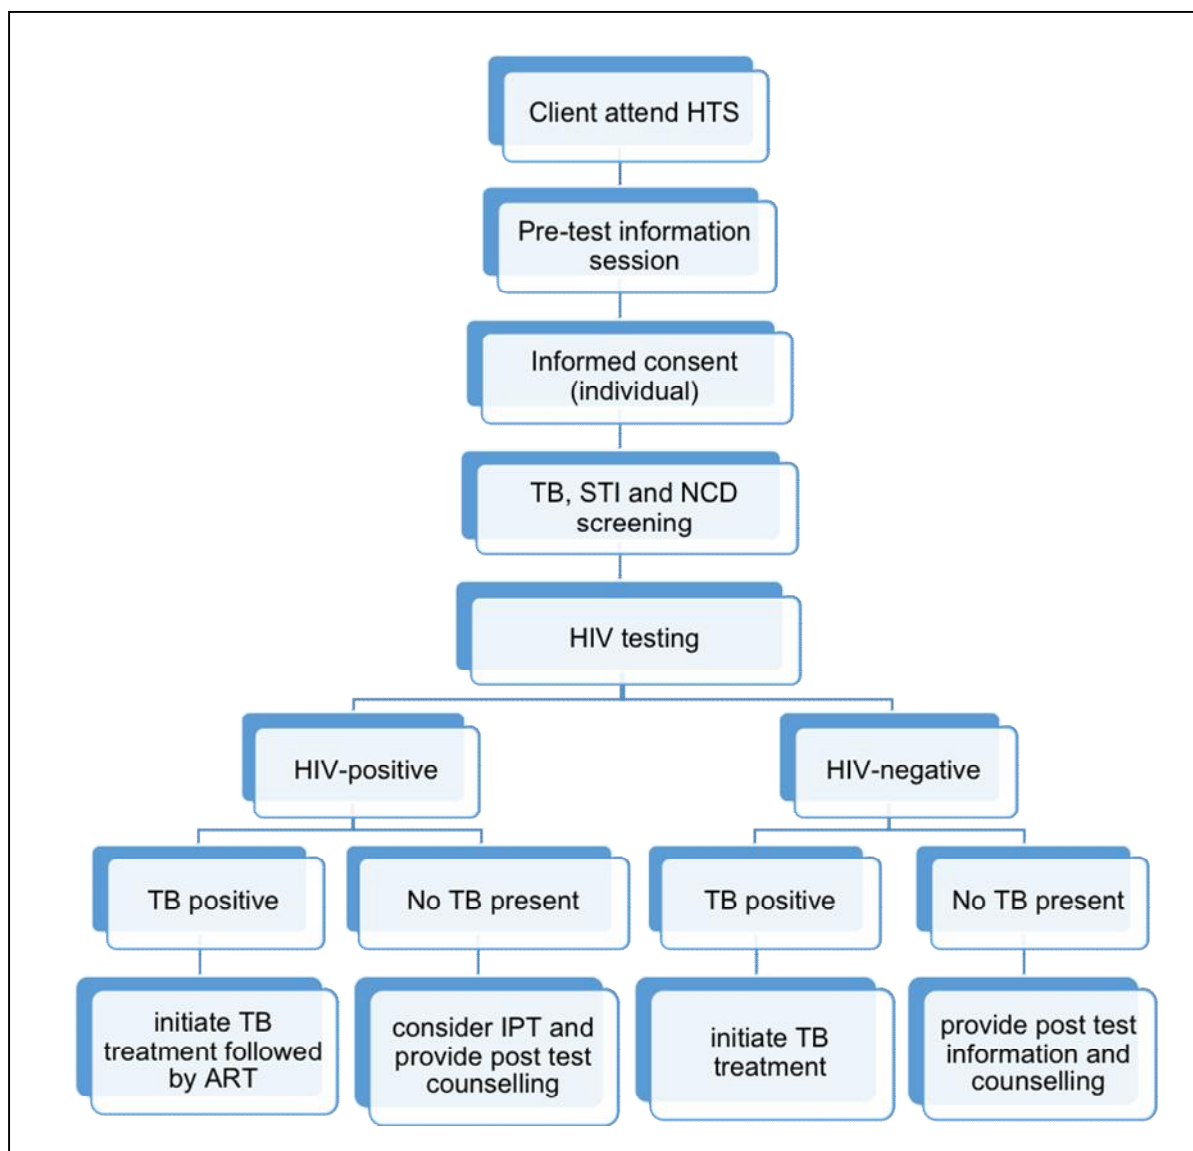 Client attend HTS
Pre-test information
session
Informed consent
(individual)
TB, STI and NCD
screening
HIV testing
HIV-positive
HIV-negative
TB positive
No TB present
TB positive
No TB present
initiate TB
treatment followed
by ART
consider IPT and
provide post test
counselling
initiate TB
treatment
provide post test
information and
counselling